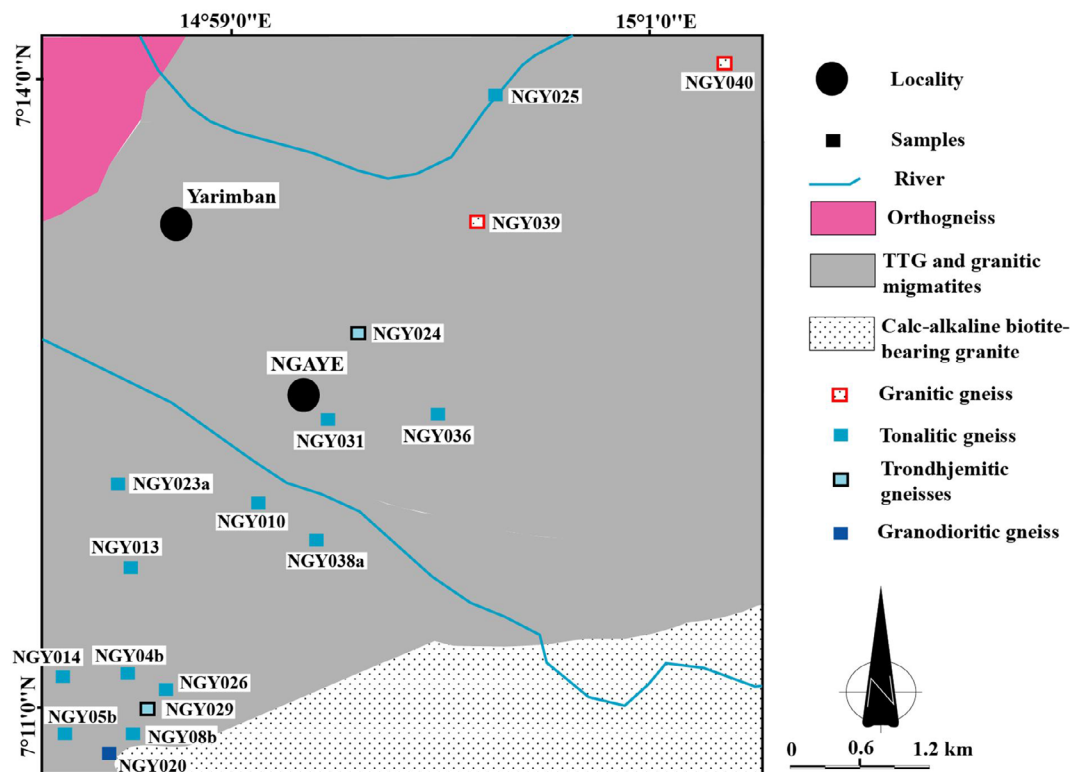 14°59'0"E
15°1'0"E
7°14'0"N
7°11'0"N
NGY040
NGY025
Yarimban
NGY039
NGY024
NGAYE
NGY031
NGY036
NGY023a
NGY010
NGY038a
NGY013
NGY014
NGY04b
NGY026
NGY029
NGY05b
NGY08b
NGY020
Locality
Samples
River
Orthogneiss
TTG and granitic
migmatites
Calc-alkaline biotite-
bearing granite
Granitic gneiss
Tonalitic gneiss
Trondhjemitic
gneisses
Granodioritic gneiss
N
0 0.6 1.2 km